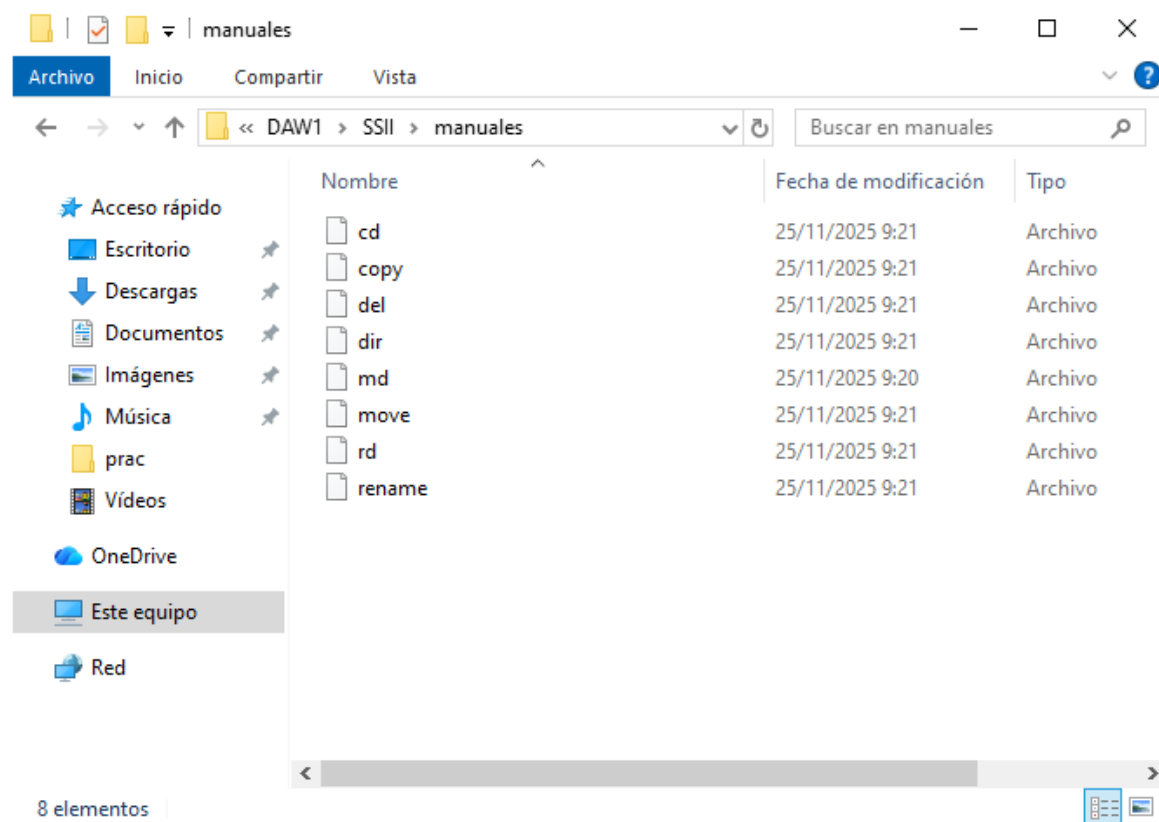 manuales
Archivo Inicio Compartir Vista
« DAW1 > SSII > manuales Buscar en manuales
Nombre Fecha de modificación Tipo
Acceso rápido
Escritorio
Descargas
Documentos
Imágenes
Música
prac
Vídeos
OneDrive
Este equipo
Red
cd 25/11/2025 9:21 Archivo
copy 25/11/2025 9:21 Archivo
del 25/11/2025 9:21 Archivo
dir 25/11/2025 9:21 Archivo
md 25/11/2025 9:20 Archivo
move 25/11/2025 9:21 Archivo
rd 25/11/2025 9:21 Archivo
rename 25/11/2025 9:21 Archivo
8 elementos